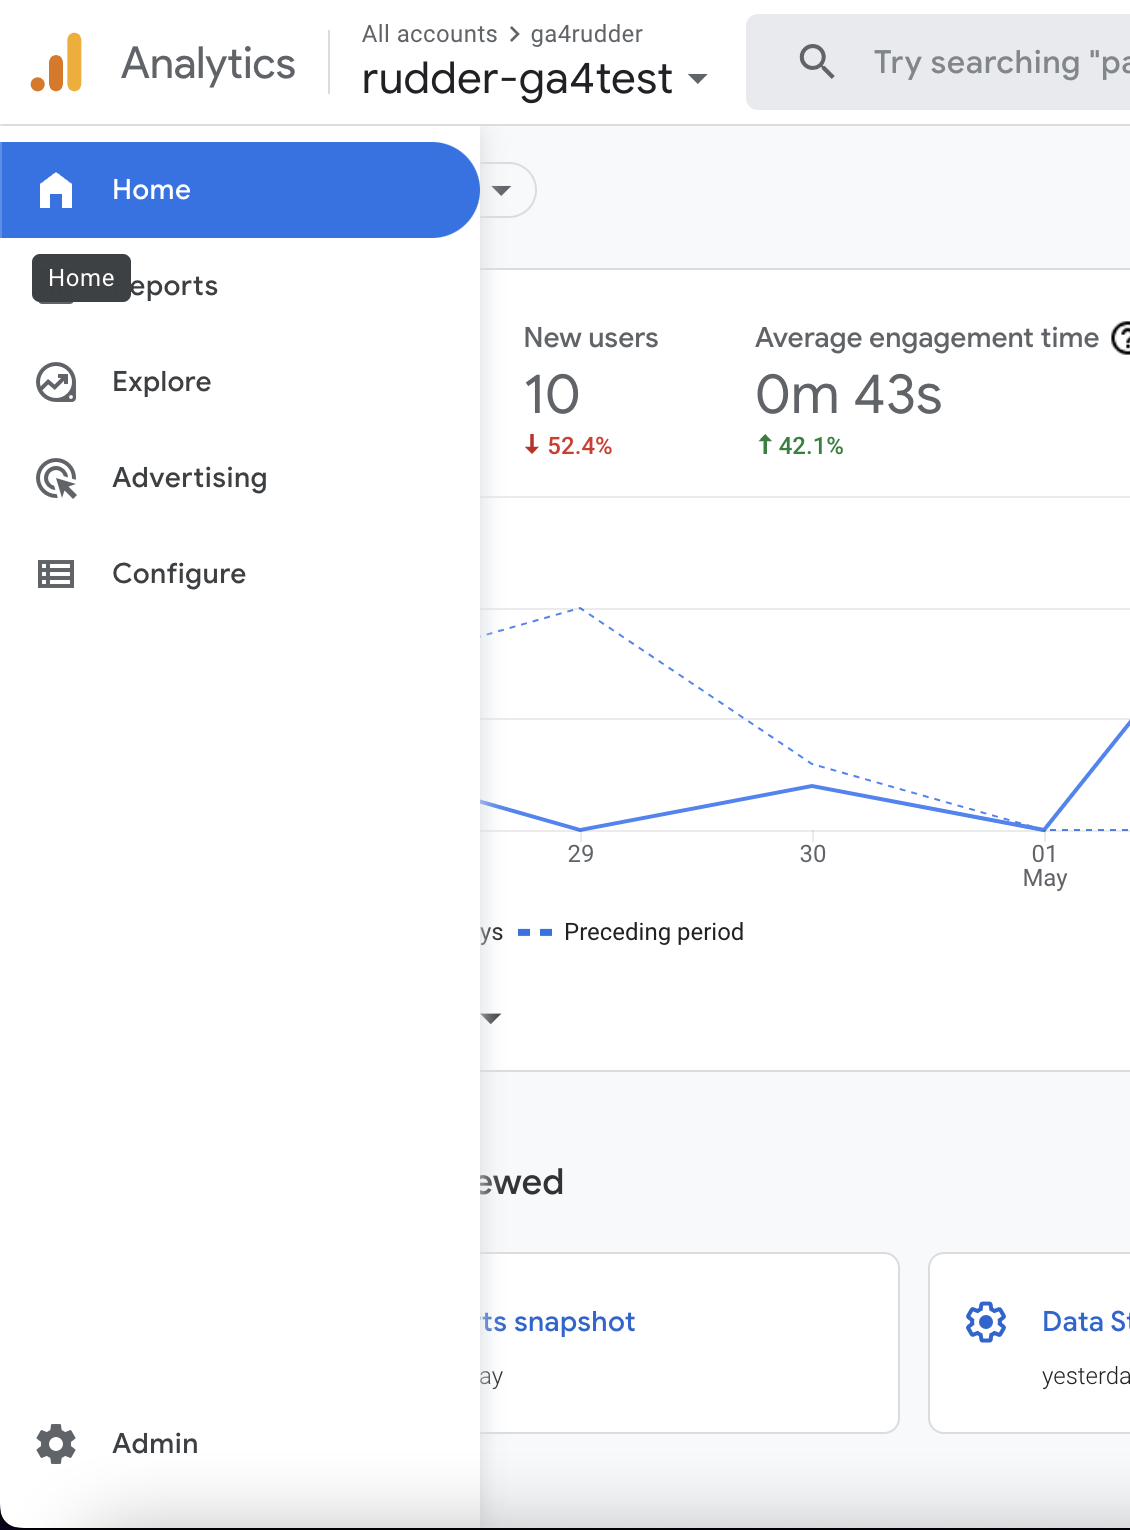 Analytics
All accounts > ga4rudder
rudder-ga4test
Try searching "pa
Home
Home
eports
Explore
Advertising
Configure
Admin
New users
10
52.4%
Average engagement time
0m 43s
42.1%
29
30
01
May
ys
Preceding period
ewed
ts snapshot
ay
Data St
yesterda